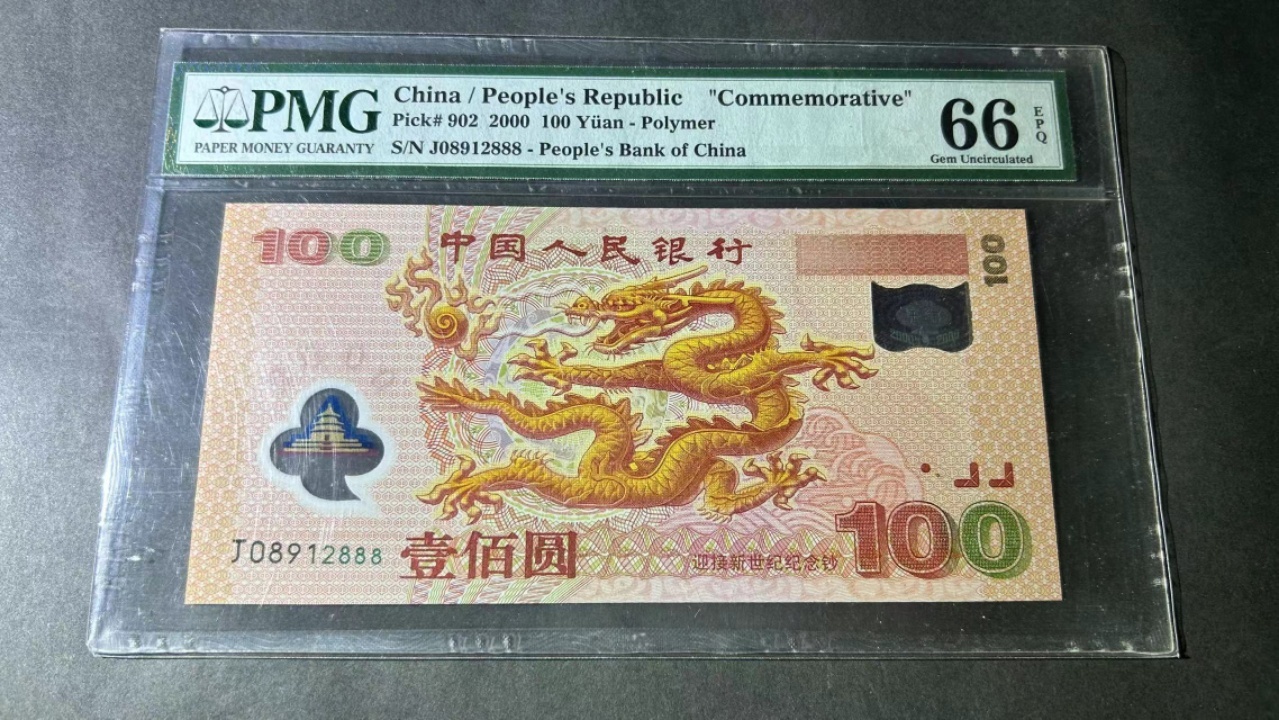 PMG
PAPER MONEY GUARANTY
China / People's Republic "Commemorative"
Pick# 902 2000 100 Yüan - Polymer
S/N J08912888 - People's Bank of China
66
EPQ
Gem Uncirculated
100
中国人民银行
100
J08912888
壹佰圆
迎接新世纪纪念钞
100